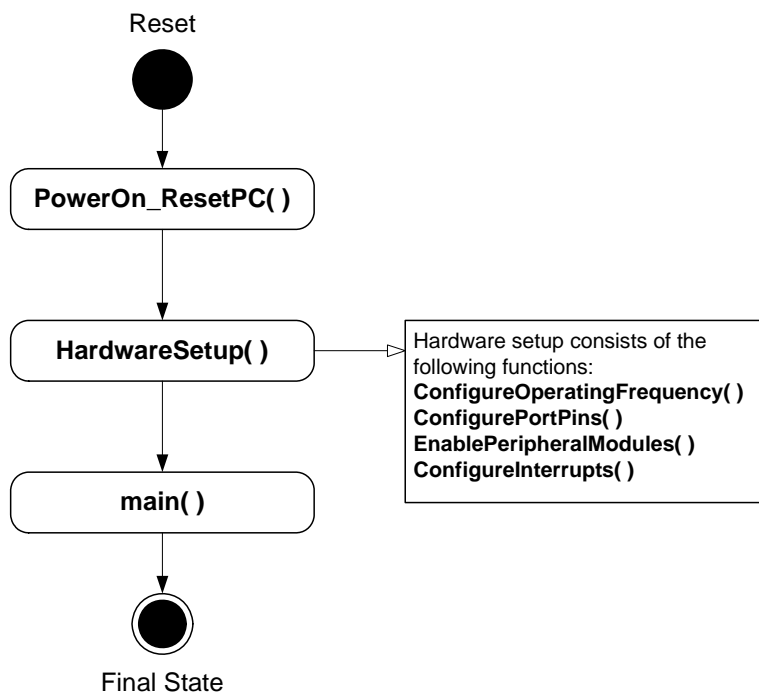 Reset
PowerOn_ResetPC( )
HardwareSetup( )
Hardware setup consists of the
following functions:
ConfigureOperatingFrequency( )
ConfigurePortPins( )
EnablePeripheralModules( )
ConfigureInterrupts( )
main( )
Final State